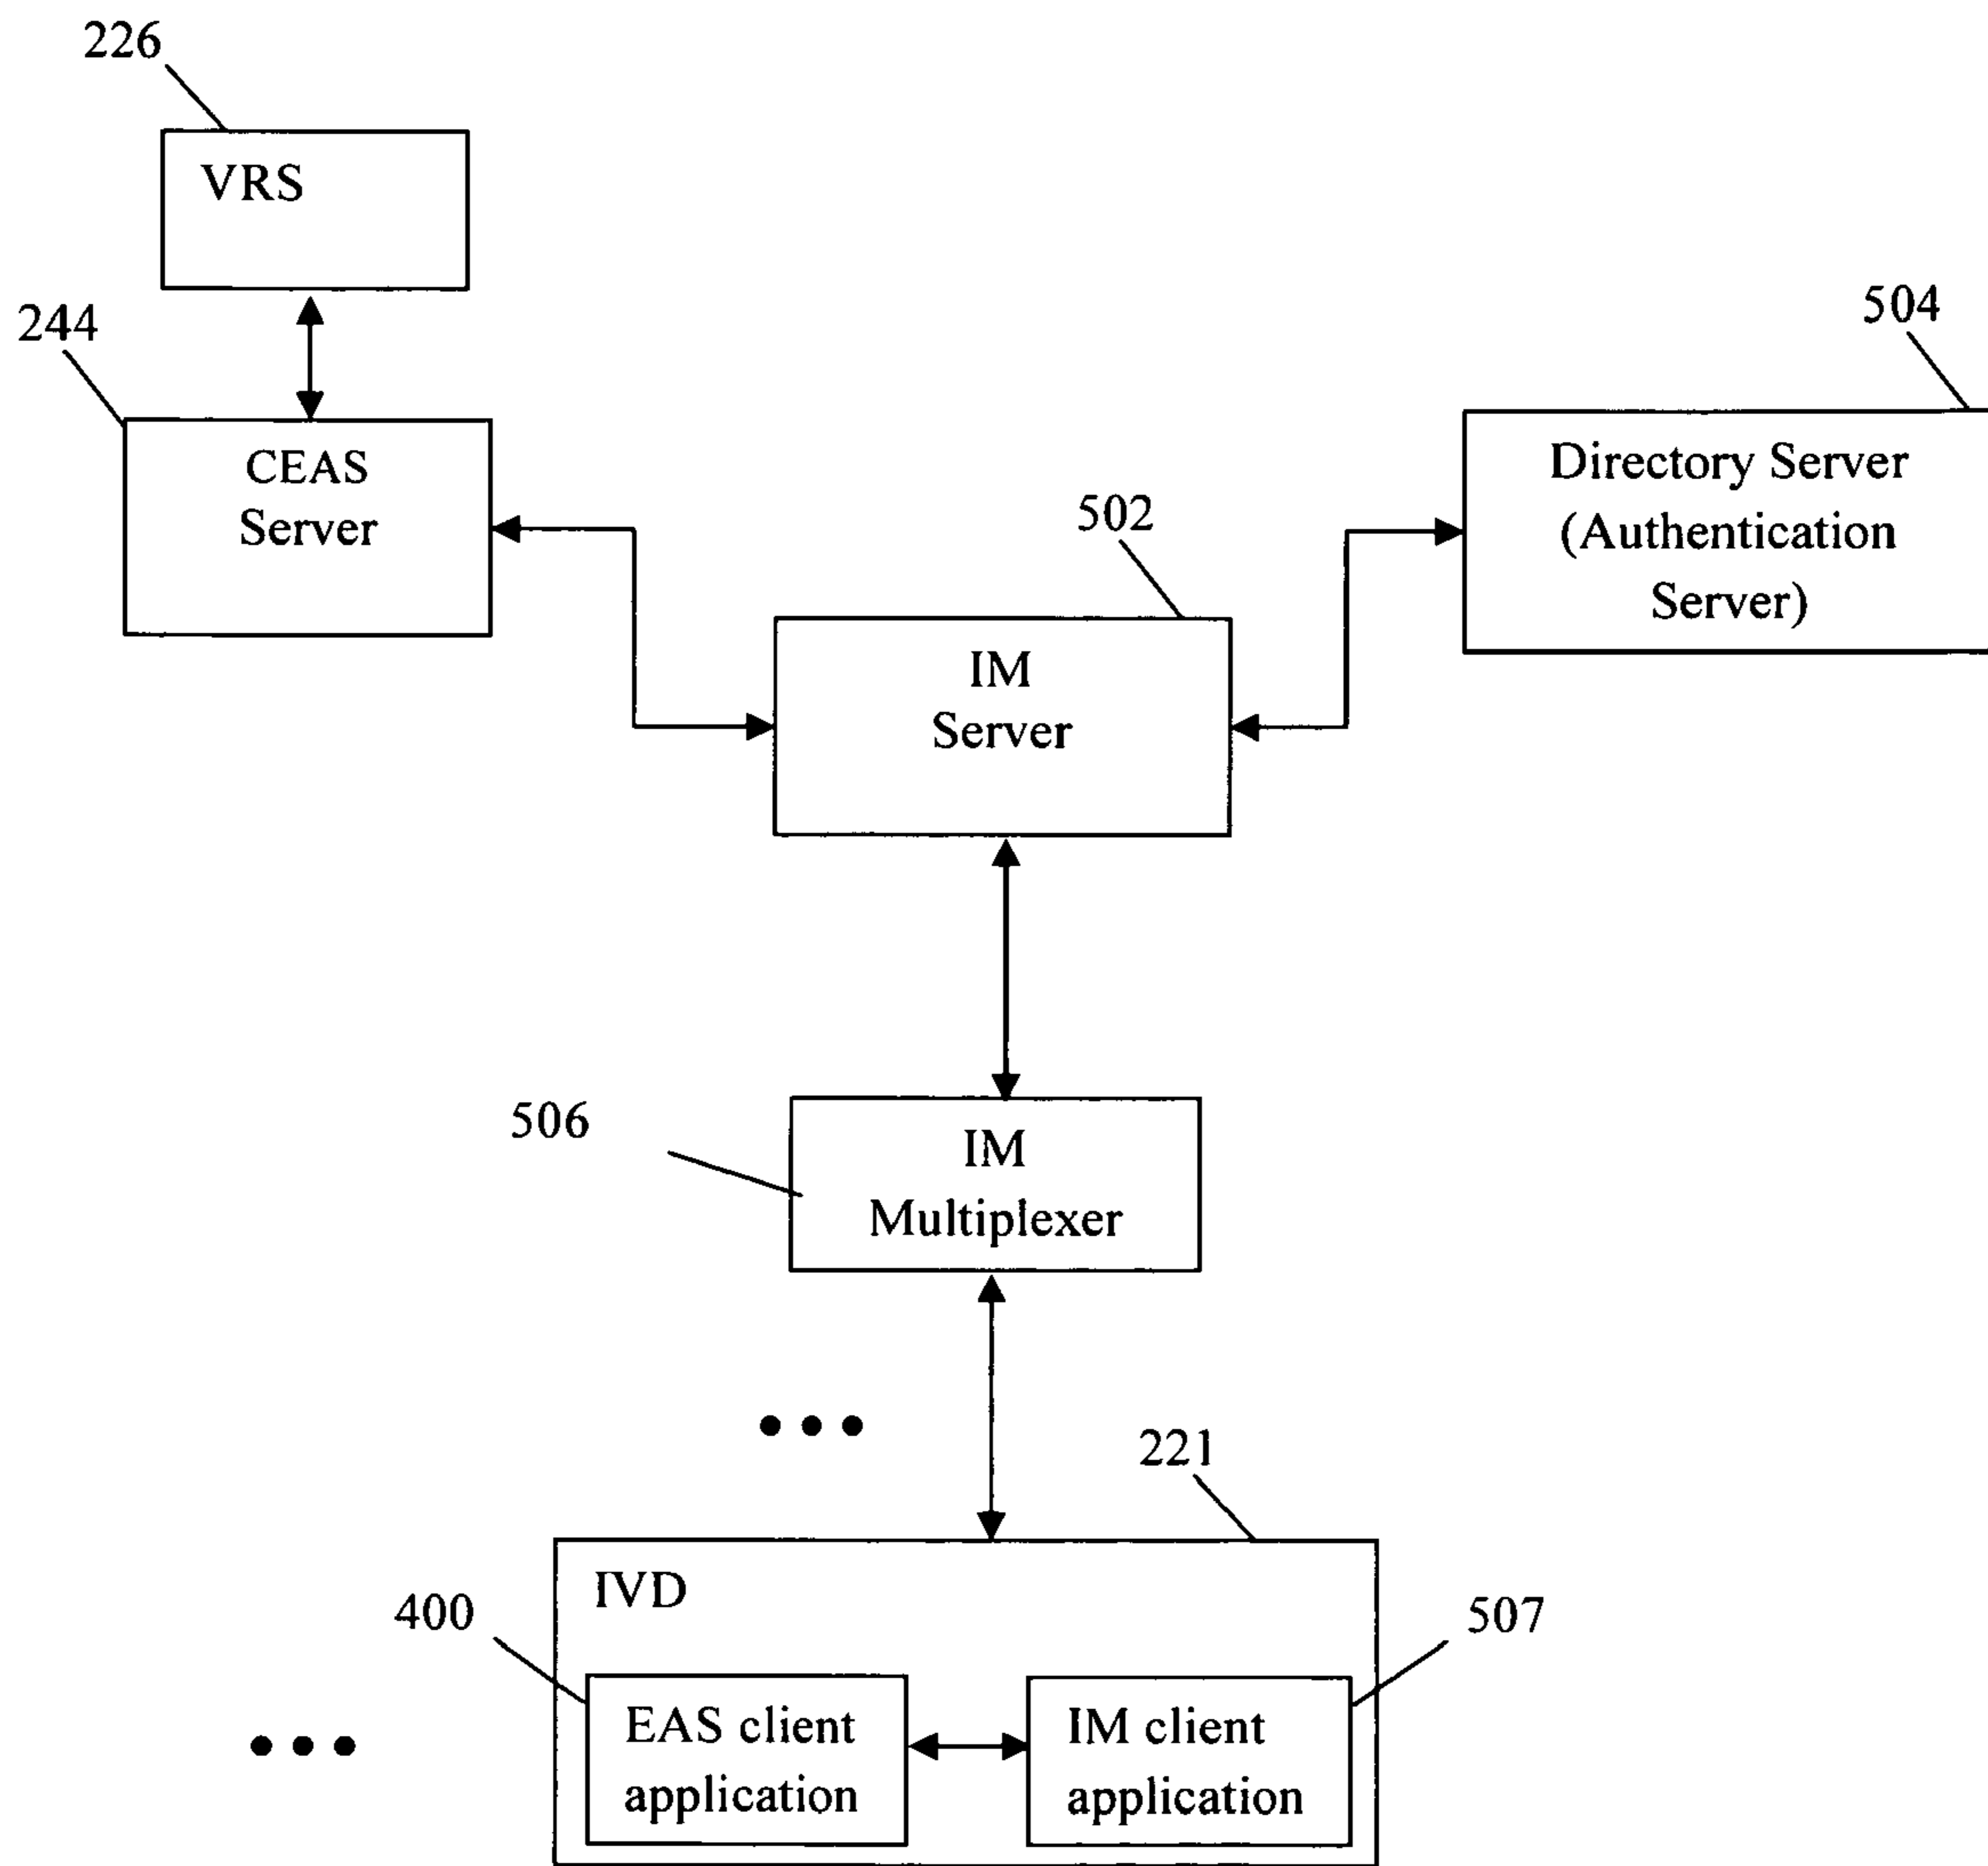 226
VRS
244
CEAS
Server
504
Directory Server
(Authentication
Server)
502
IM
Server
506
IM
Multiplexer
221
IVD
400
507
EAS client
application
IM client
application